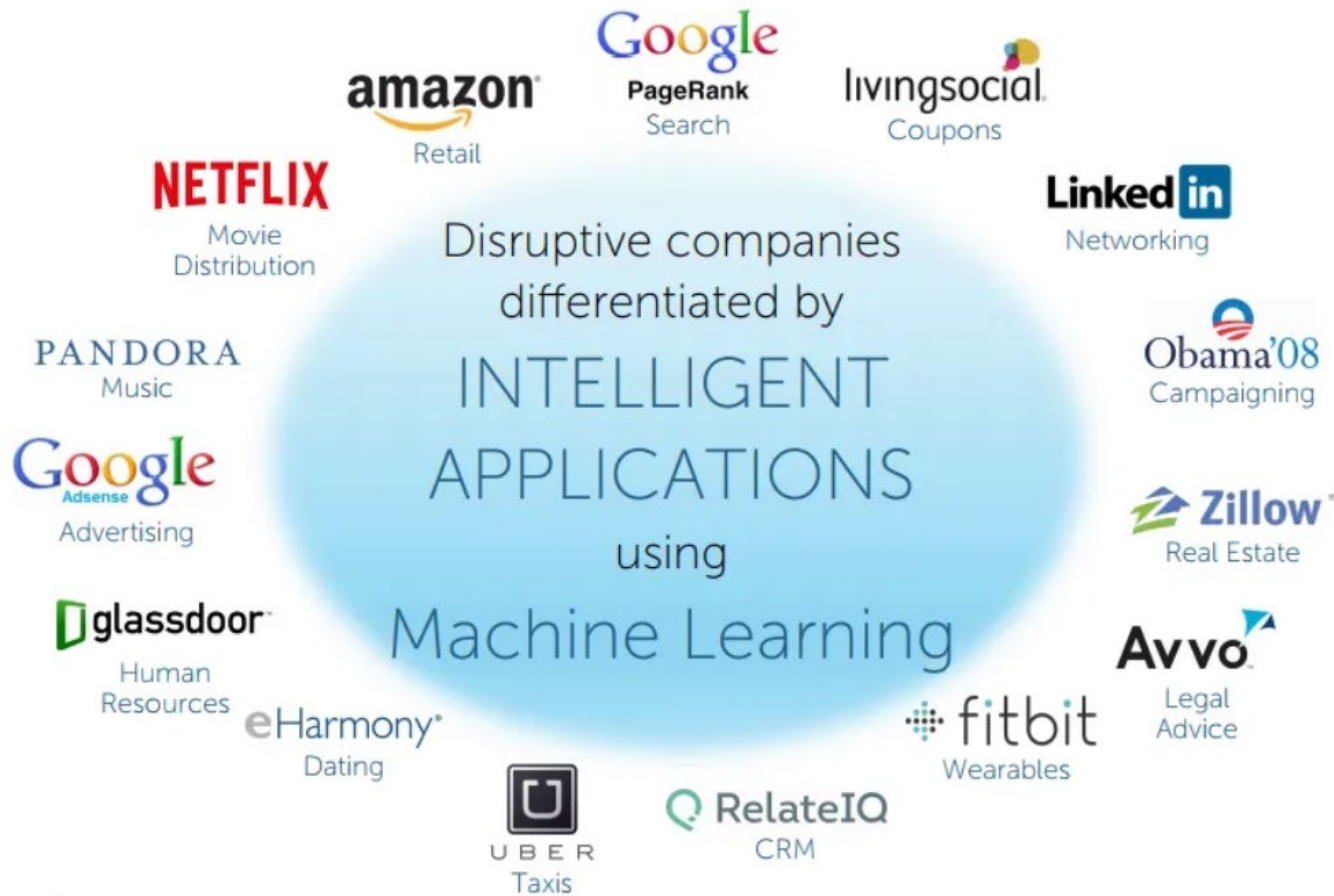 Google
PageRank
Search
amazon
Retail
livingsocial.
Coupons
NETFLIX
Movie
Distribution
Linked in
Networking
PANDORA
Music
Obama'08
Campaigning
Google
Adsense
Advertising
Zillow
Real Estate
glassdoor
Human
Resources
Avvo
Legal
Advice
eHarmony
Dating
fitbit
Wearables
UBER
Taxis
RelateIQ
CRM
Disruptive companies
differentiated by
INTELLIGENT
APPLICATIONS
using
Machine Learning